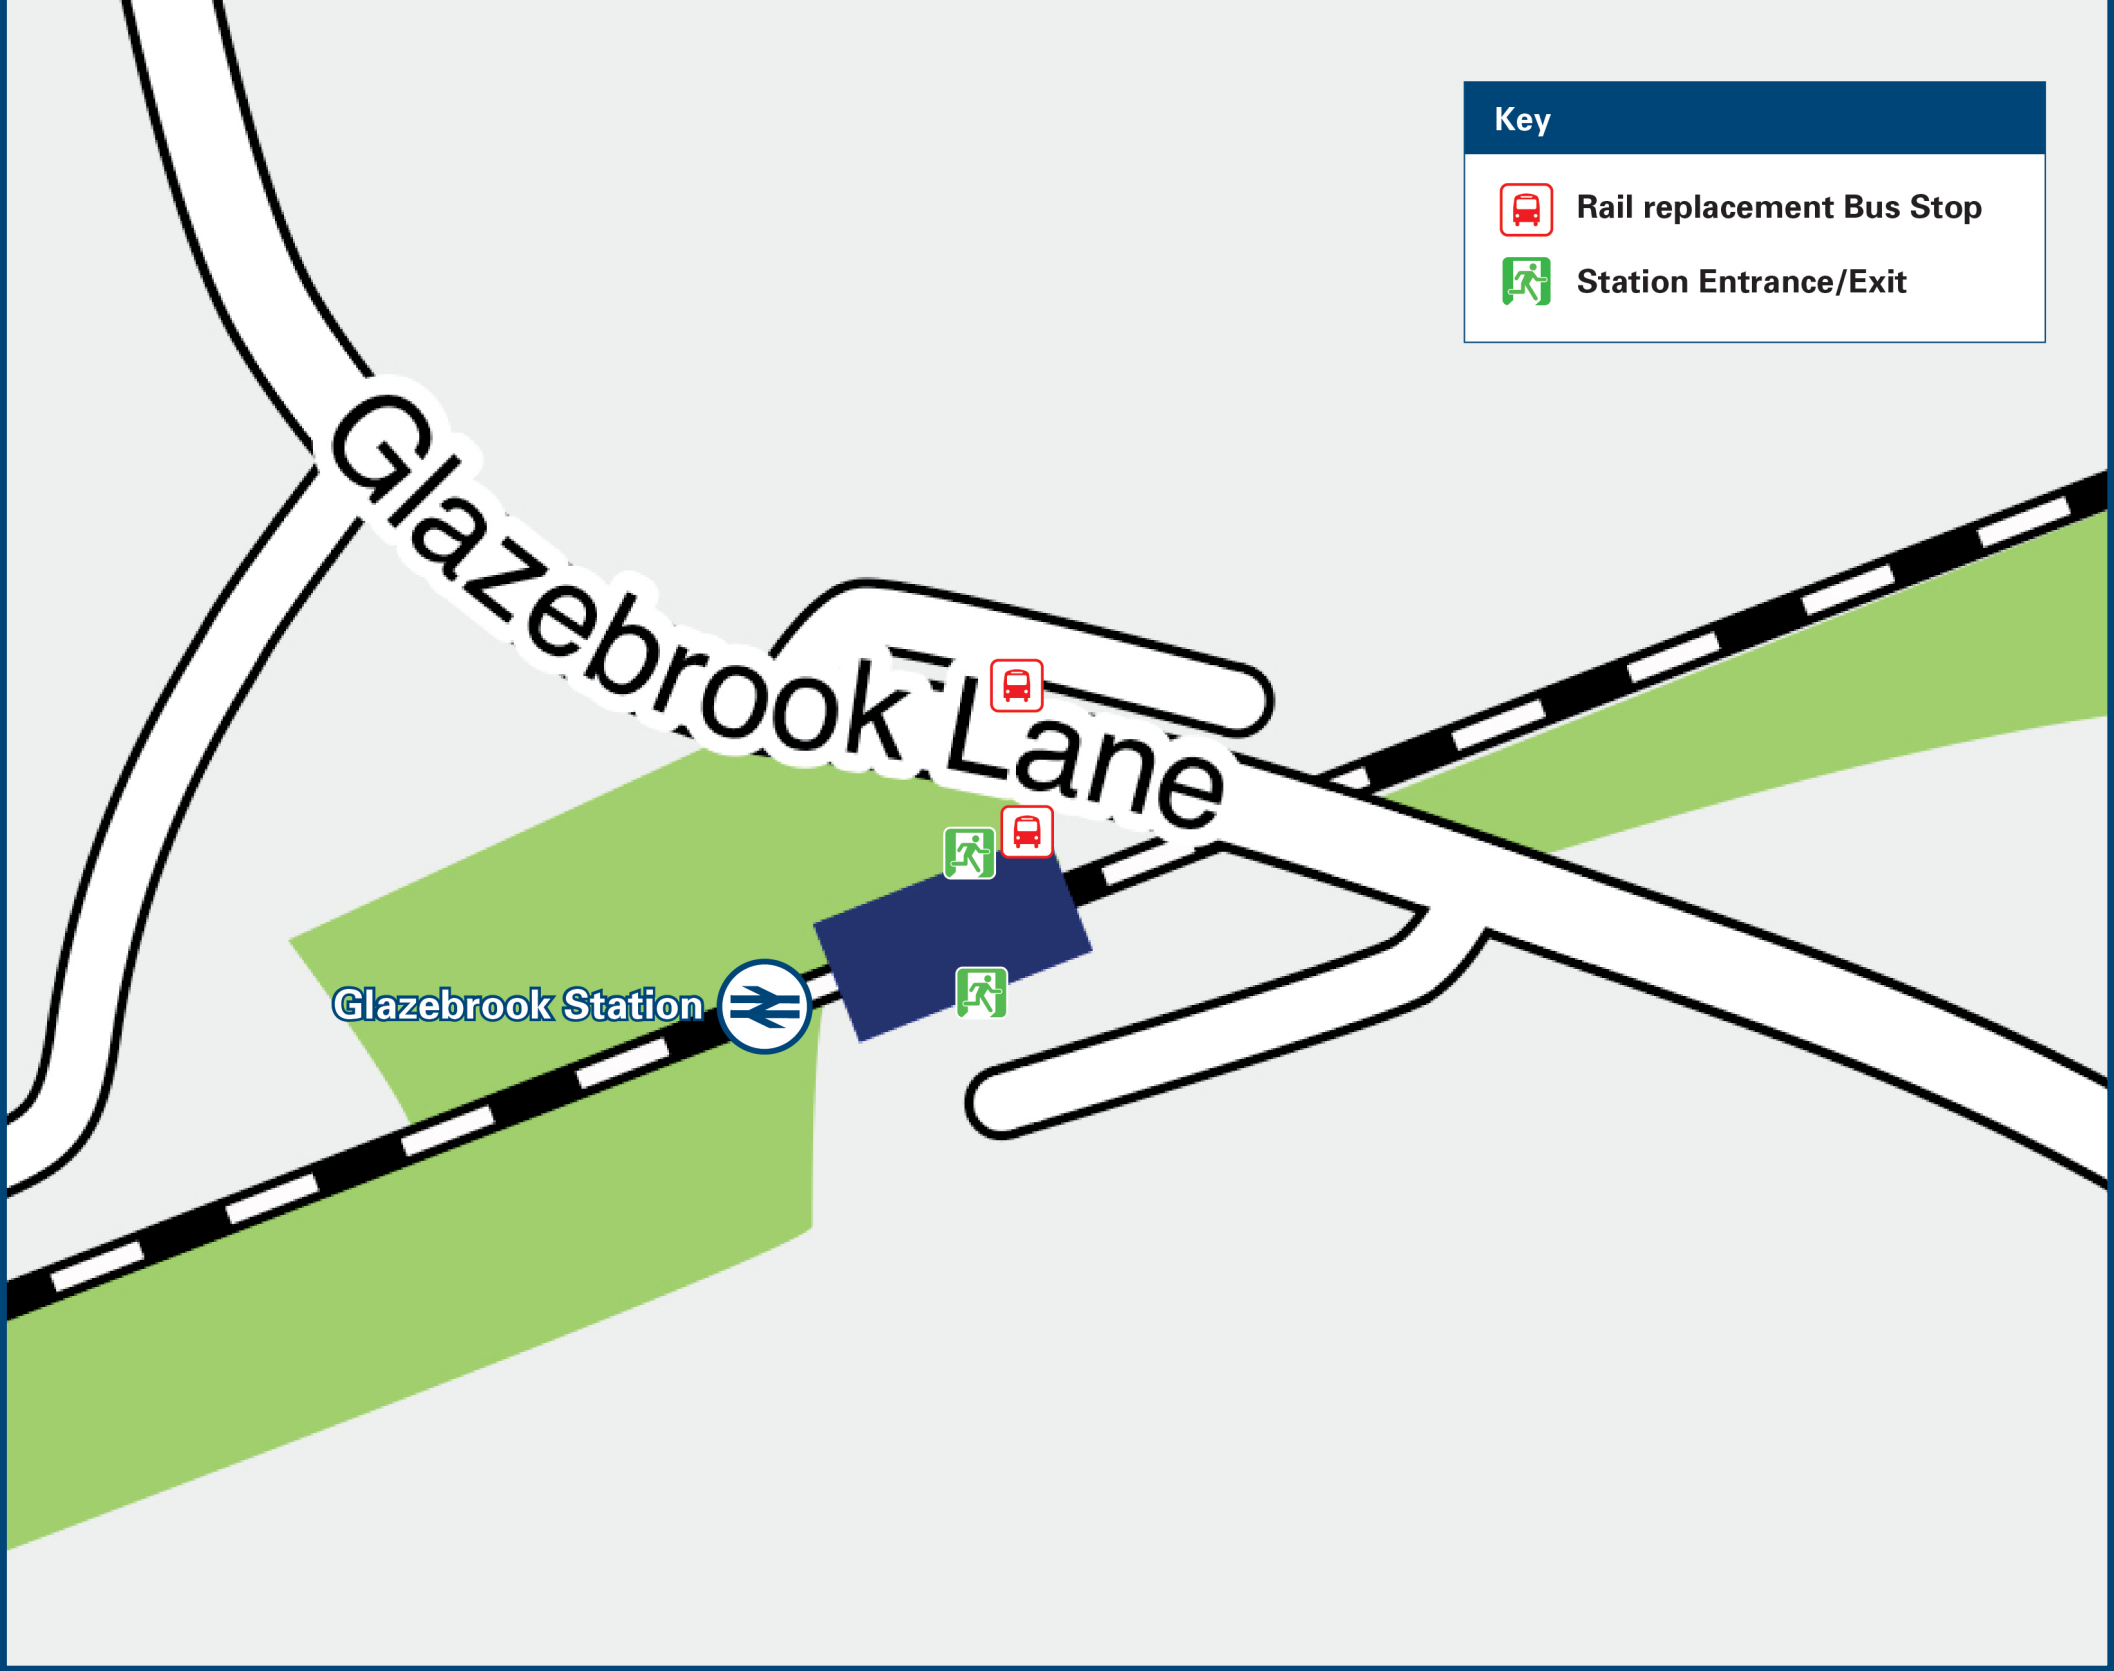 Key
Rail replacement Bus Stop
Station Entrance/Exit
Glazebrook Lane
Glazebrook Station